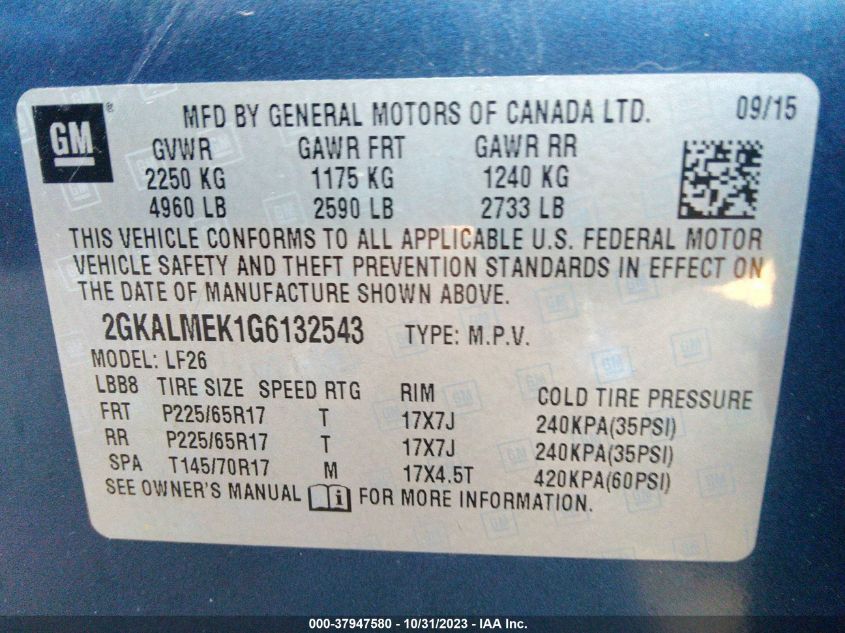 GM ® MFD BY GENERAL MOTORS OF CANADA LTD. 09/15
GVWR GAWR FRT GAWR RR
2250 KG 1175 KG 1240 KG
4960 LB 2590 LB 2733 LB
THIS VEHICLE CONFORMS TO ALL APPLICABLE U.S. FEDERAL MOTOR
VEHICLE SAFETY AND THEFT PREVENTION STANDARDS IN EFFECT ON
THE DATE OF MANUFACTURE SHOWN ABOVE.
2GKALMEK1G6132543 TYPE: M.P.V.
MODEL: LF26
LBB8 TIRE SIZE SPEED RTG RIM COLD TIRE PRESSURE
FRT P225/65R17 T 17X7J 240KPA(35PSI)
RR P225/65R17 T 17X7J 240KPA(35PSI)
SPA T145/70R17 M 17X4.5T 420KPA(60PSI)
SEE OWNER'S MANUAL i FOR MORE INFORMATION.
000-37947580 - 10/31/2023 - IAA Inc.